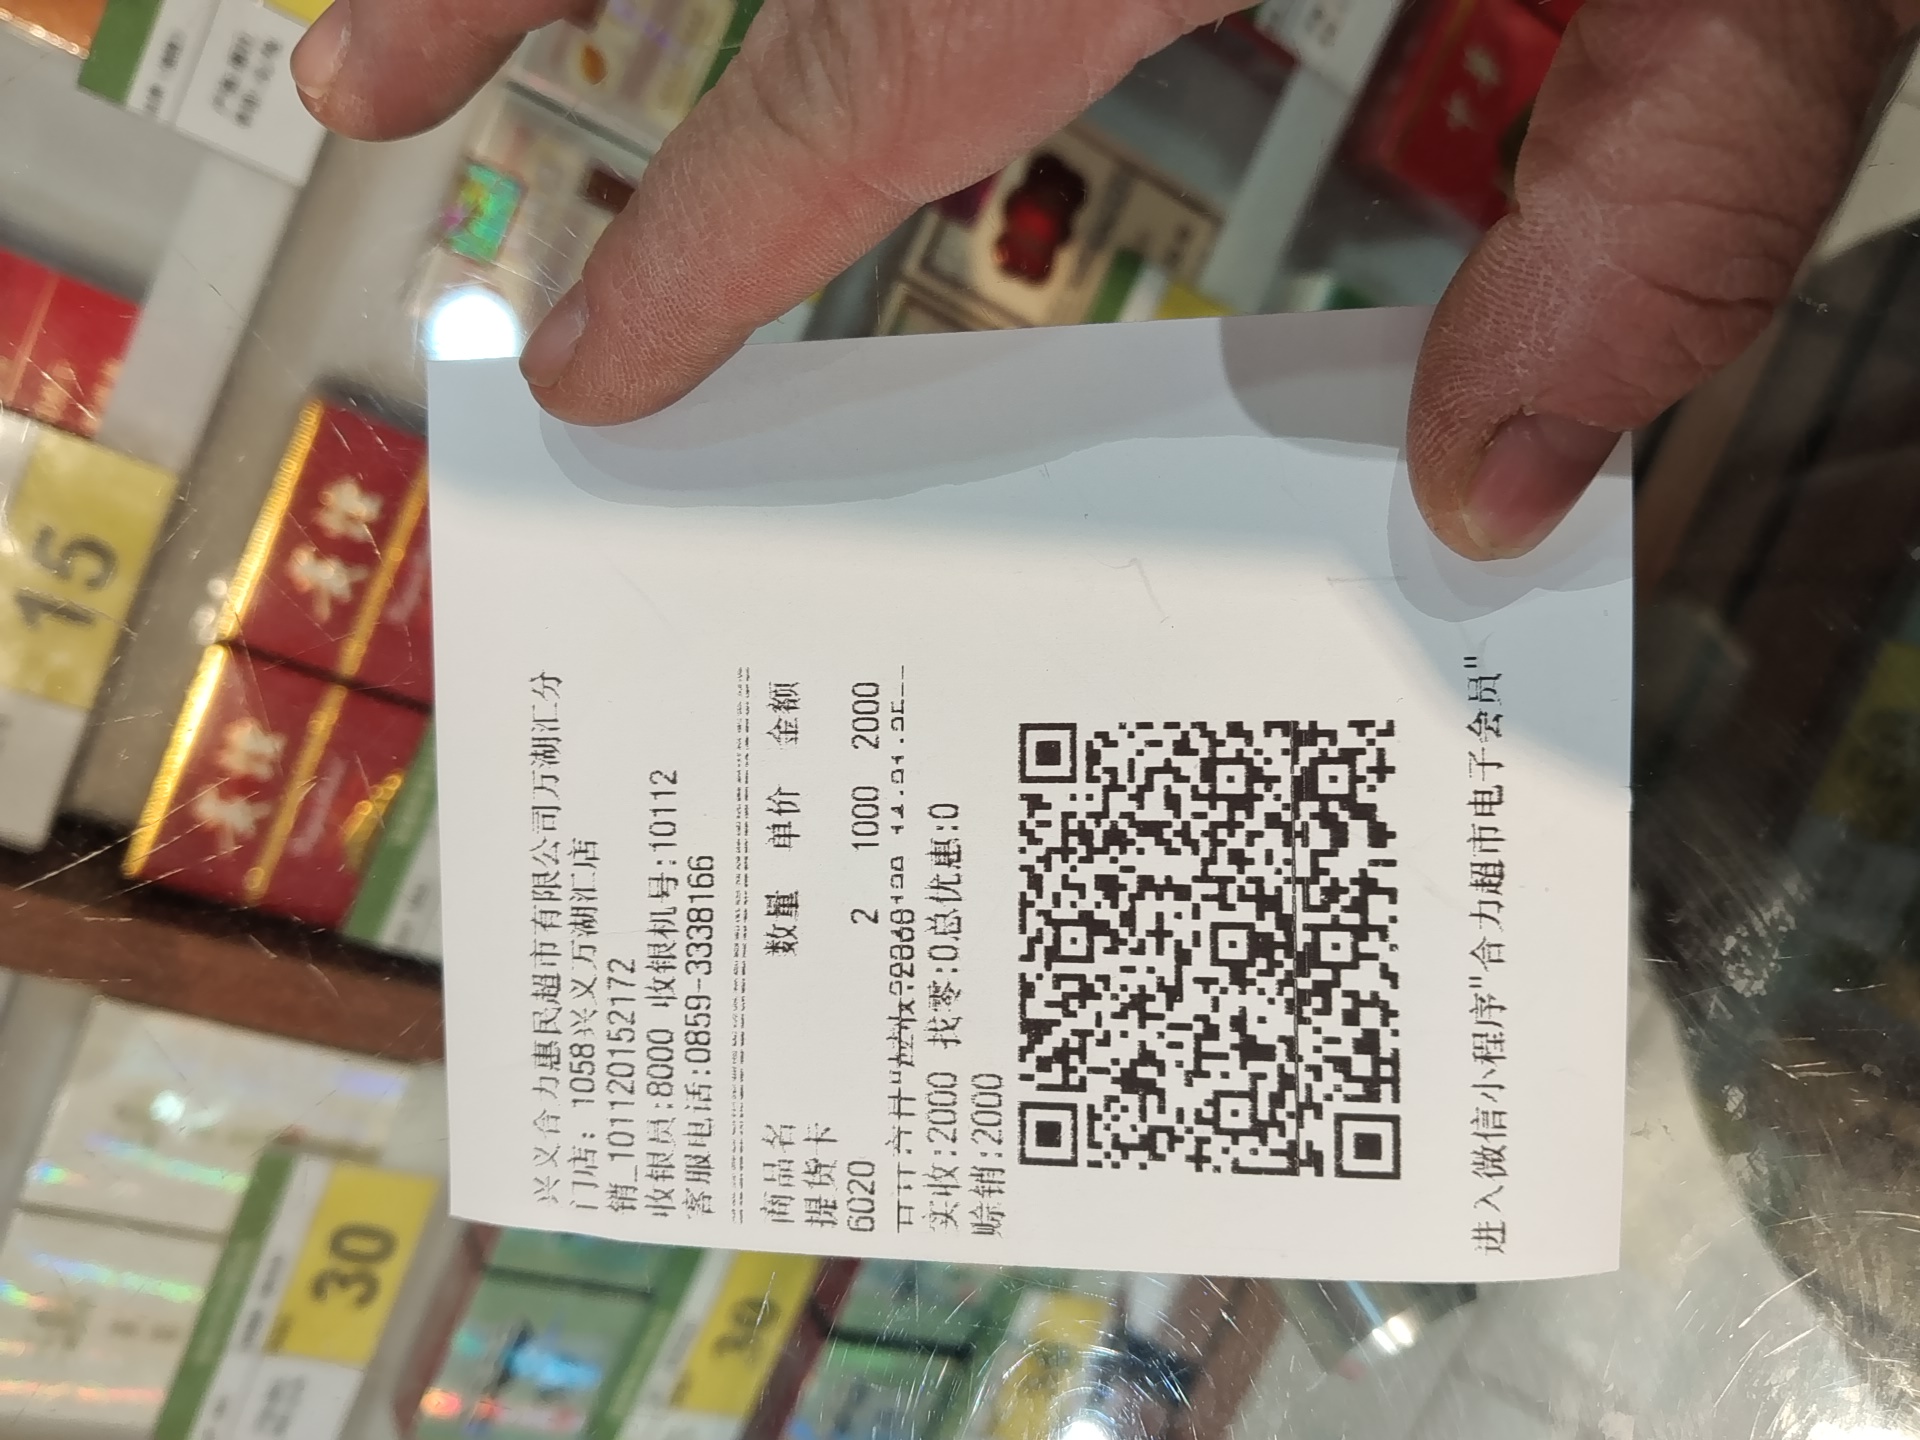 兴义合力惠民超市有限公司万湖汇分
门店: 1058兴义万湖汇店
销_10112015217​2
收银员:8000 收银机号:10112
客服电话:0859-3338166
商品名 数量 单价 金额
提货卡
6020 2 1000 2000
实收:2000 找零:0总优惠:0
赊销:2000
进入微信小程序"合力超市电子会员"
15
30
30